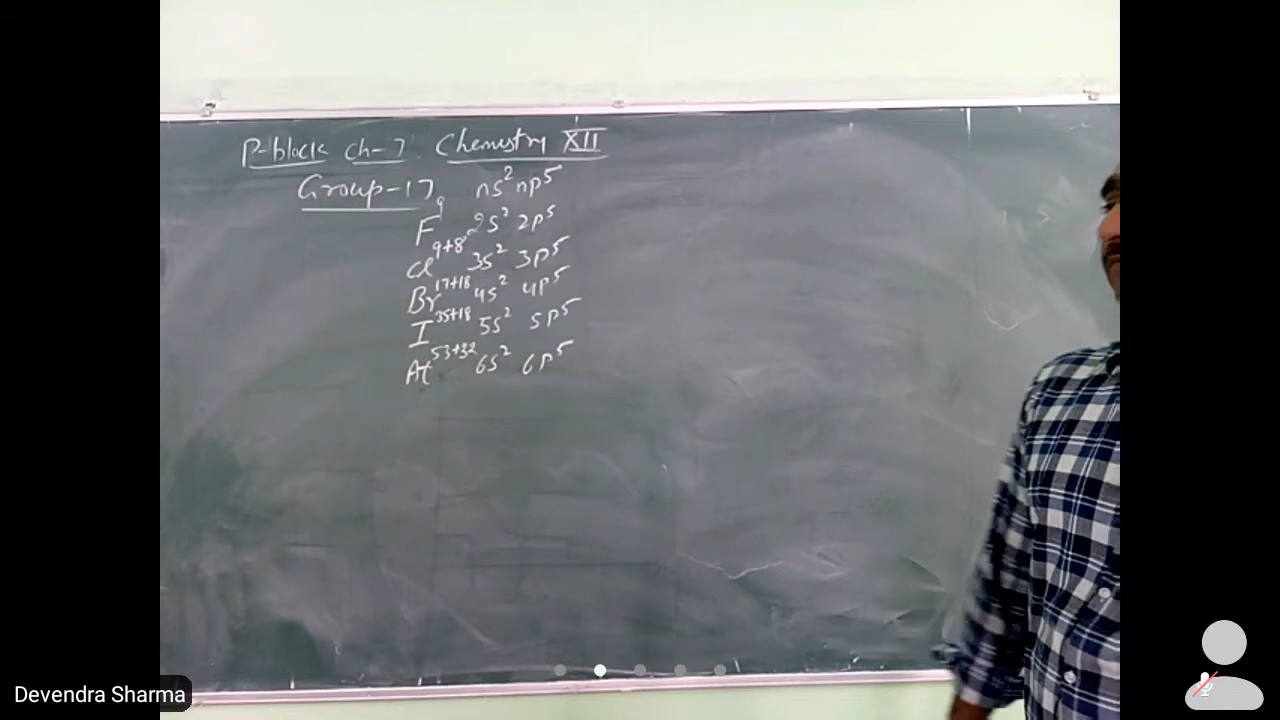 P-block ch-7 Chemistry XII
Group-17, ns² np⁵
F⁹ 2s² 2p⁵
Cl⁹⁺⁸ 3s² 3p⁵
Br¹⁷⁺¹⁸ 4s² 4p⁵
I³⁵⁺¹⁸ 5s² 5p⁵
At⁵³⁺³² 6s² 6p⁵
Devendra Sharma